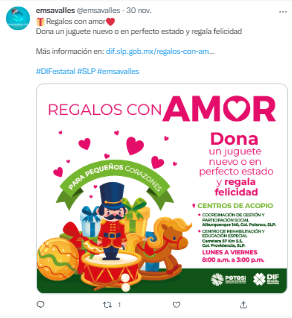 emsavalles @emsavalles · 30 nov.
🎁Regalos con amor❤️
Dona un juguete nuevo o en perfecto estado y regala felicidad
Más información en: dif.slp.gob.mx/regalos-con-am...
#DIFestatal #SLP #emsavalles
REGALOS CON AMOR
Dona
un juguete
nuevo o en
perfecto estado
y regala
felicidad
PARA PEQUEÑOS CORAZONES
CENTROS DE ACOPIO
COORDINACIÓN DE GESTIÓN Y
PARTICIPACIÓN SOCIAL
CENTRO DE REHABILITACIÓN Y
EDUCACIÓN ESPECIAL
LUNES A VIERNES
8:00 a.m. a 3:00 p.m.
POTOSÍ
DIF
1